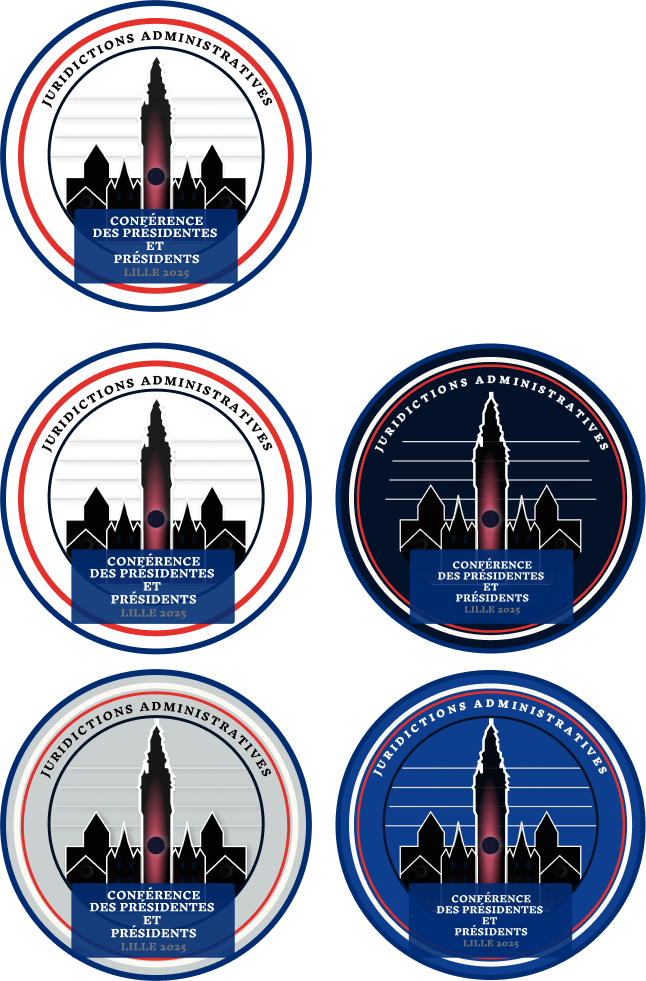 JURIDICTIONS ADMINISTRATIVES
CONFÉRENCE
DES PRÉSIDENTES
ET
PRÉSIDENTS
LILLE 2025
JURIDICTIONS ADMINISTRATIVES
CONFÉRENCE
DES PRÉSIDENTES
ET
PRÉSIDENTS
LILLE 2025
JURIDICTIONS ADMINISTRATIVES
CONFÉRENCE
DES PRÉSIDENTES
ET
PRÉSIDENTS
LILLE 2025
JURIDICTIONS ADMINISTRATIVES
CONFÉRENCE
DES PRÉSIDENTES
ET
PRÉSIDENTS
LILLE 2025
JURIDICTIONS ADMINISTRATIVES
CONFÉRENCE
DES PRÉSIDENTES
ET
PRÉSIDENTS
LILLE 2025